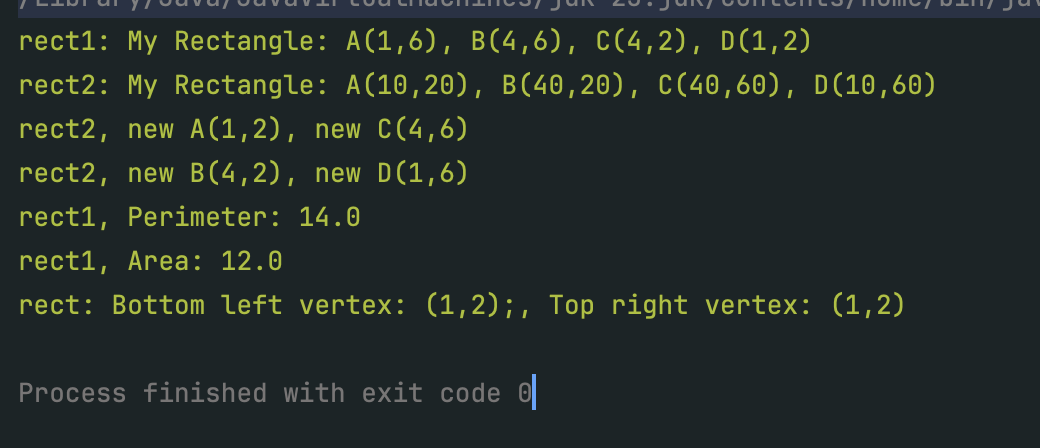 /Library/Java/JavaVirtualMachines/jdk-23.jdk/Contents/Home/bin/jav
rect1: My Rectangle: A(1,6), B(4,6), C(4,2), D(1,2)
rect2: My Rectangle: A(10,20), B(40,20), C(40,60), D(10,60)
rect2, new A(1,2), new C(4,6)
rect2, new B(4,2), new D(1,6)
rect1, Perimeter: 14.0
rect1, Area: 12.0
rect: Bottom left vertex: (1,2);, Top right vertex: (1,2)
Process finished with exit code 0